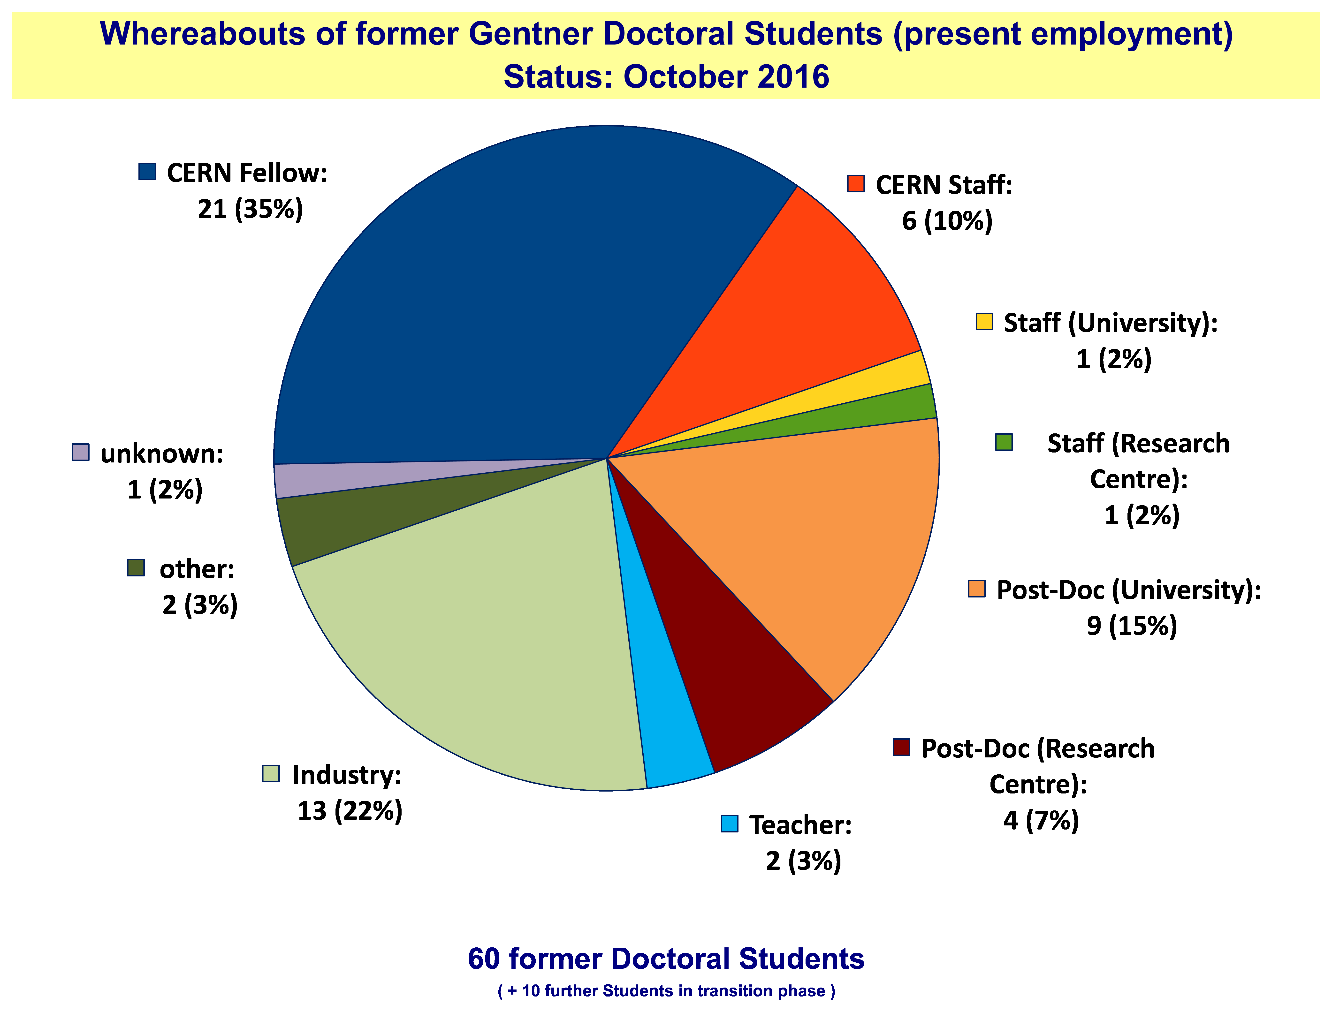 Whereabouts of former Gentner Doctoral Students (present employment)
Status: October 2016
CERN Fellow:
21 (35%)
CERN Staff:
6 (10%)
Staff (University):
1 (2%)
Staff (Research
Centre):
1 (2%)
Post-Doc (University):
9 (15%)
Post-Doc (Research
Centre):
4 (7%)
Teacher:
2 (3%)
Industry:
13 (22%)
other:
2 (3%)
unknown:
1 (2%)
60 former Doctoral Students
( + 10 further Students in transition phase )